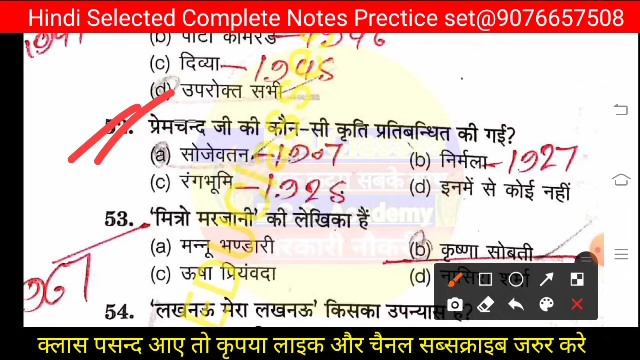 Hindi Selected Complete Notes Prectice set@9076657508
(b) पार्टी कामरेड - 1946
(c) दिव्या - 1945
(d) उपरोक्त सभी
52. प्रेमचन्द जी की कौन-सी कृति प्रतिबन्धित की गई?
(a) सोजेवतन - 1907 (b) निर्मला - 1927
(c) रंगभूमि - 1925 (d) इनमें से कोई नहीं
53. 'मित्रो मरजानी' की लेखिका हैं
(a) मन्नू भण्डारी (b) कृष्णा सोबती
(c) ऊषा प्रियंवदा (d) नासिरा शर्मा
54. 'लखनऊ मेरा लखनऊ' किसका उपन्यास है?
क्लास पसन्द आए तो कृपया लाइक और चैनल सब्सक्राइब जरुर करे